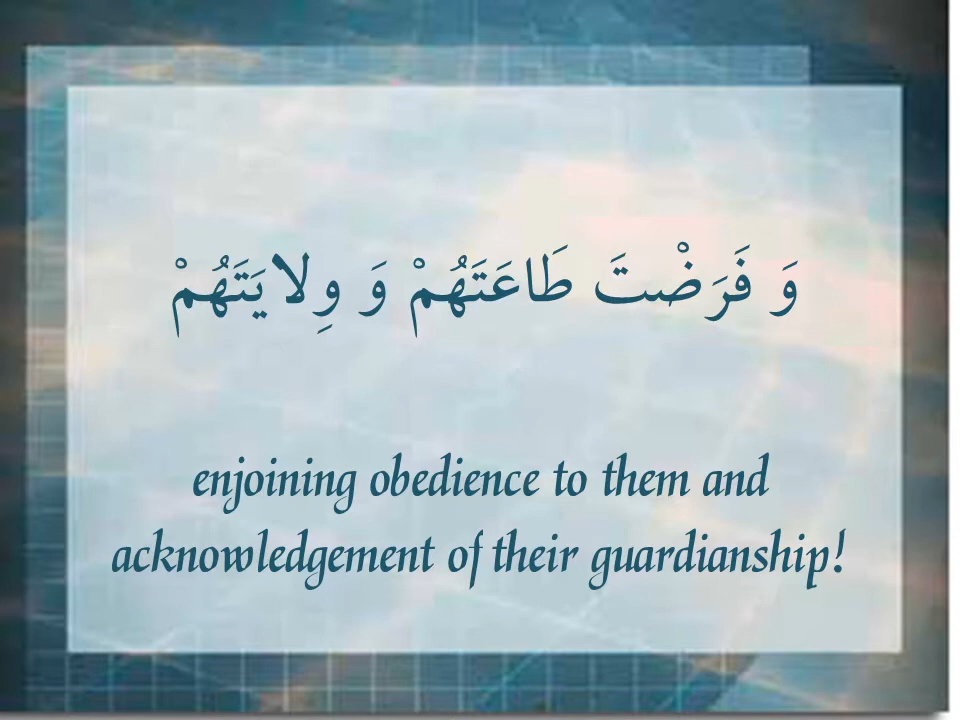 وَ فَرَضْتَ طَاعَتَهُمْ وَ وِلايَتَهُمْ
enjoining obedience to them and
acknowledgement of their guardianship!